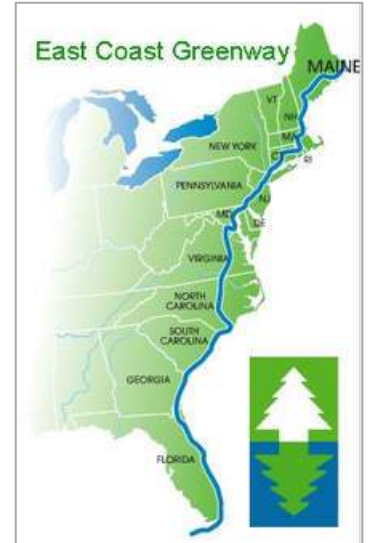 East Coast Greenway
MAINE
VT
NH
NEW YORK
MA
CT
RI
PENNSYLVANIA
NJ
MD
DE
VIRGINIA
NORTH
CAROLINA
SOUTH
CAROLINA
GEORGIA
FLORIDA